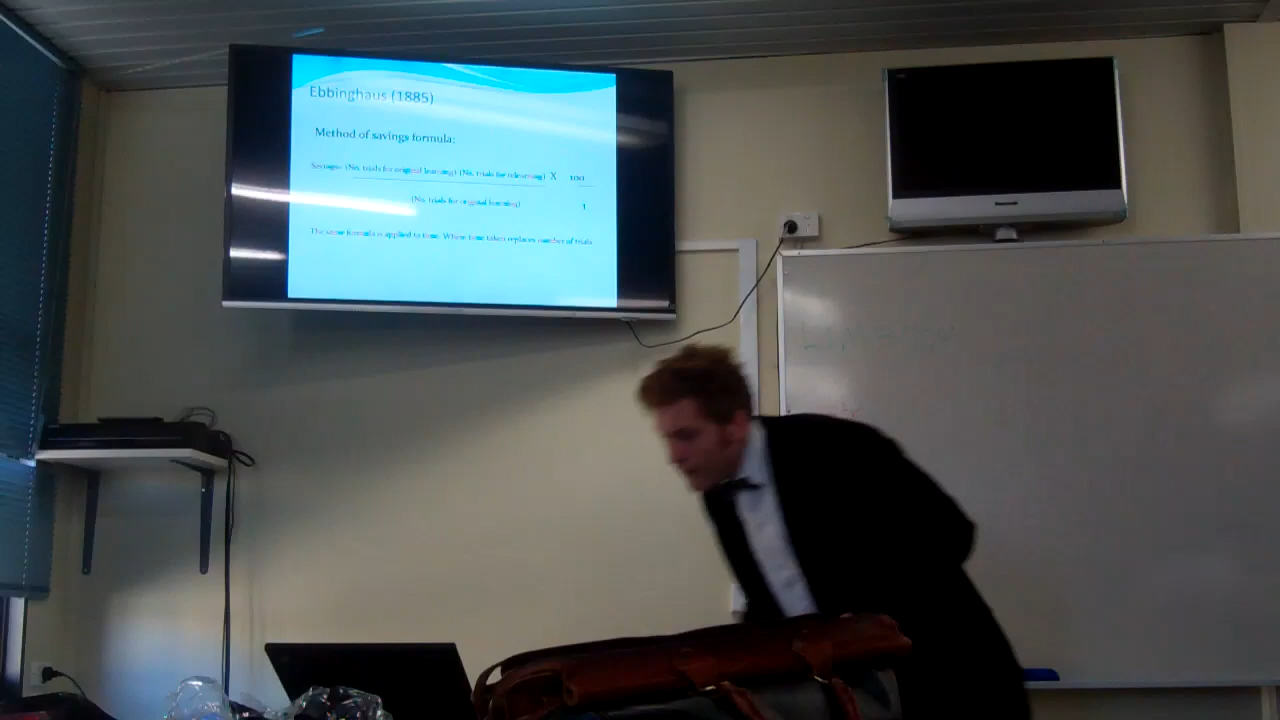 Ebbinghaus (1885)
Method of savings formula:
Savings= (No. trials for original learning) (No. trials for relearning) X 100
(No. trials for original learning) 1
The same formula is applied to time. Where time taken replaces number of trials